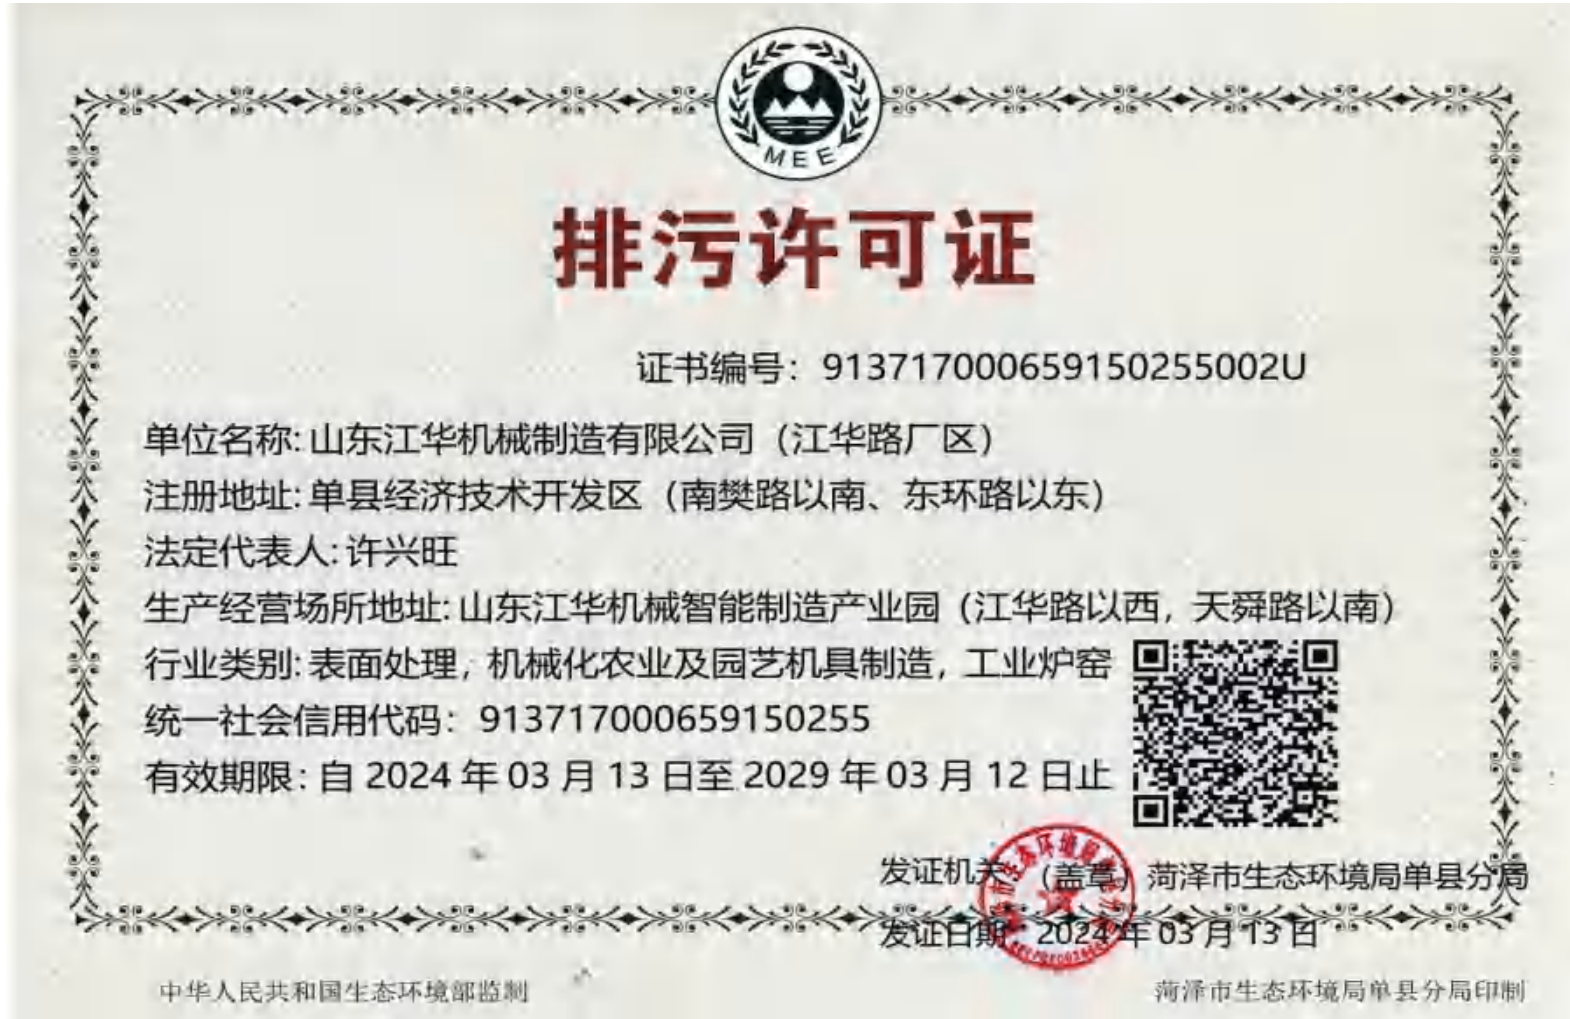 MEE
排污许可证
证书编号：913717000659150255002U
单位名称:山东江华机械制造有限公司（江华路厂区）
注册地址:单县经济技术开发区（南樊路以南、东环路以东）
法定代表人:许兴旺
生产经营场所地址:山东江华机械智能制造产业园（江华路以西，天舜路以南）
行业类别:表面处理，机械化农业及园艺机具制造，工业炉窑
统一社会信用代码：913717000659150255
有效期限:自 2024 年 03 月 13 日至 2029 年 03 月 12 日止
发证机关：（盖章）菏泽市生态环境局单县分局
发证日期：2024 年 03 月 13 日
中华人民共和国生态环境部监制
菏泽市生态环境局单县分局印制